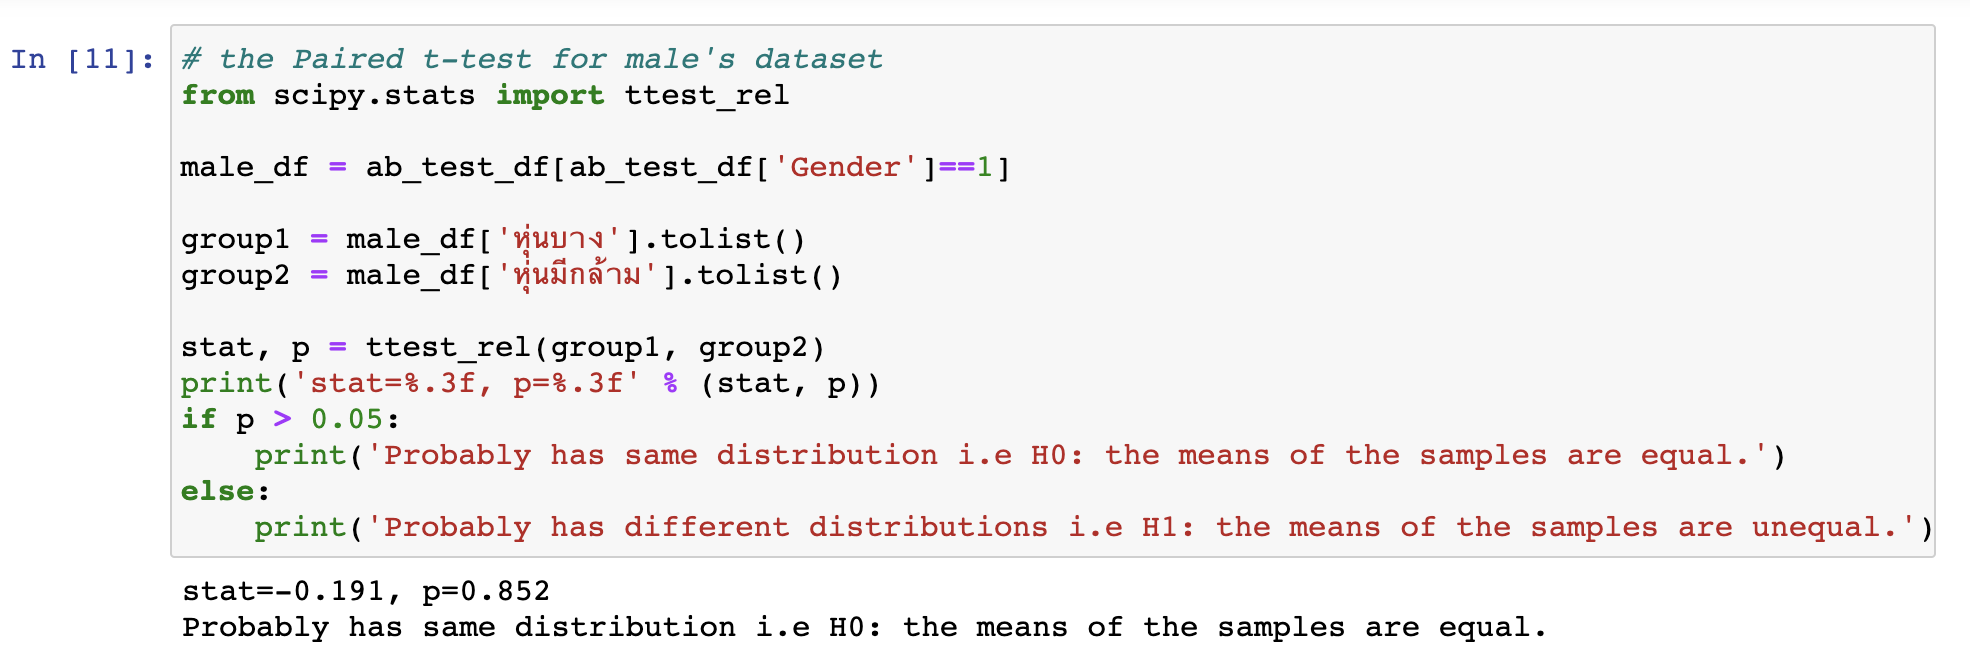 In [11]:
# the Paired t-test for male's dataset
from scipy.stats import ttest_rel
male_df = ab_test_df[ab_test_df['Gender']==1]
group1 = male_df['หุ่นบาง'].tolist()
group2 = male_df['หุ่นมีกล้าม'].tolist()
stat, p = ttest_rel(group1, group2)
print('stat=%.3f, p=%.3f' % (stat, p))
if p > 0.05:
    print('Probably has same distribution i.e H0: the means of the samples are equal.')
else:
    print('Probably has different distributions i.e H1: the means of the samples are unequal.')
stat=-0.191, p=0.852
Probably has same distribution i.e H0: the means of the samples are equal.